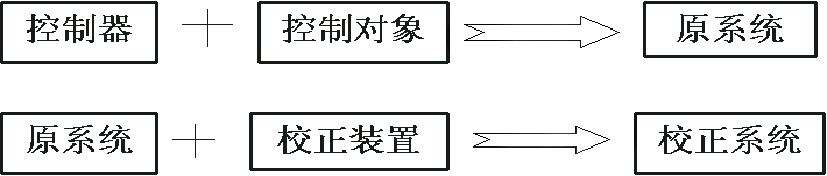 控制器 + 控制对象 原系统
原系统 + 校正装置 校正系统